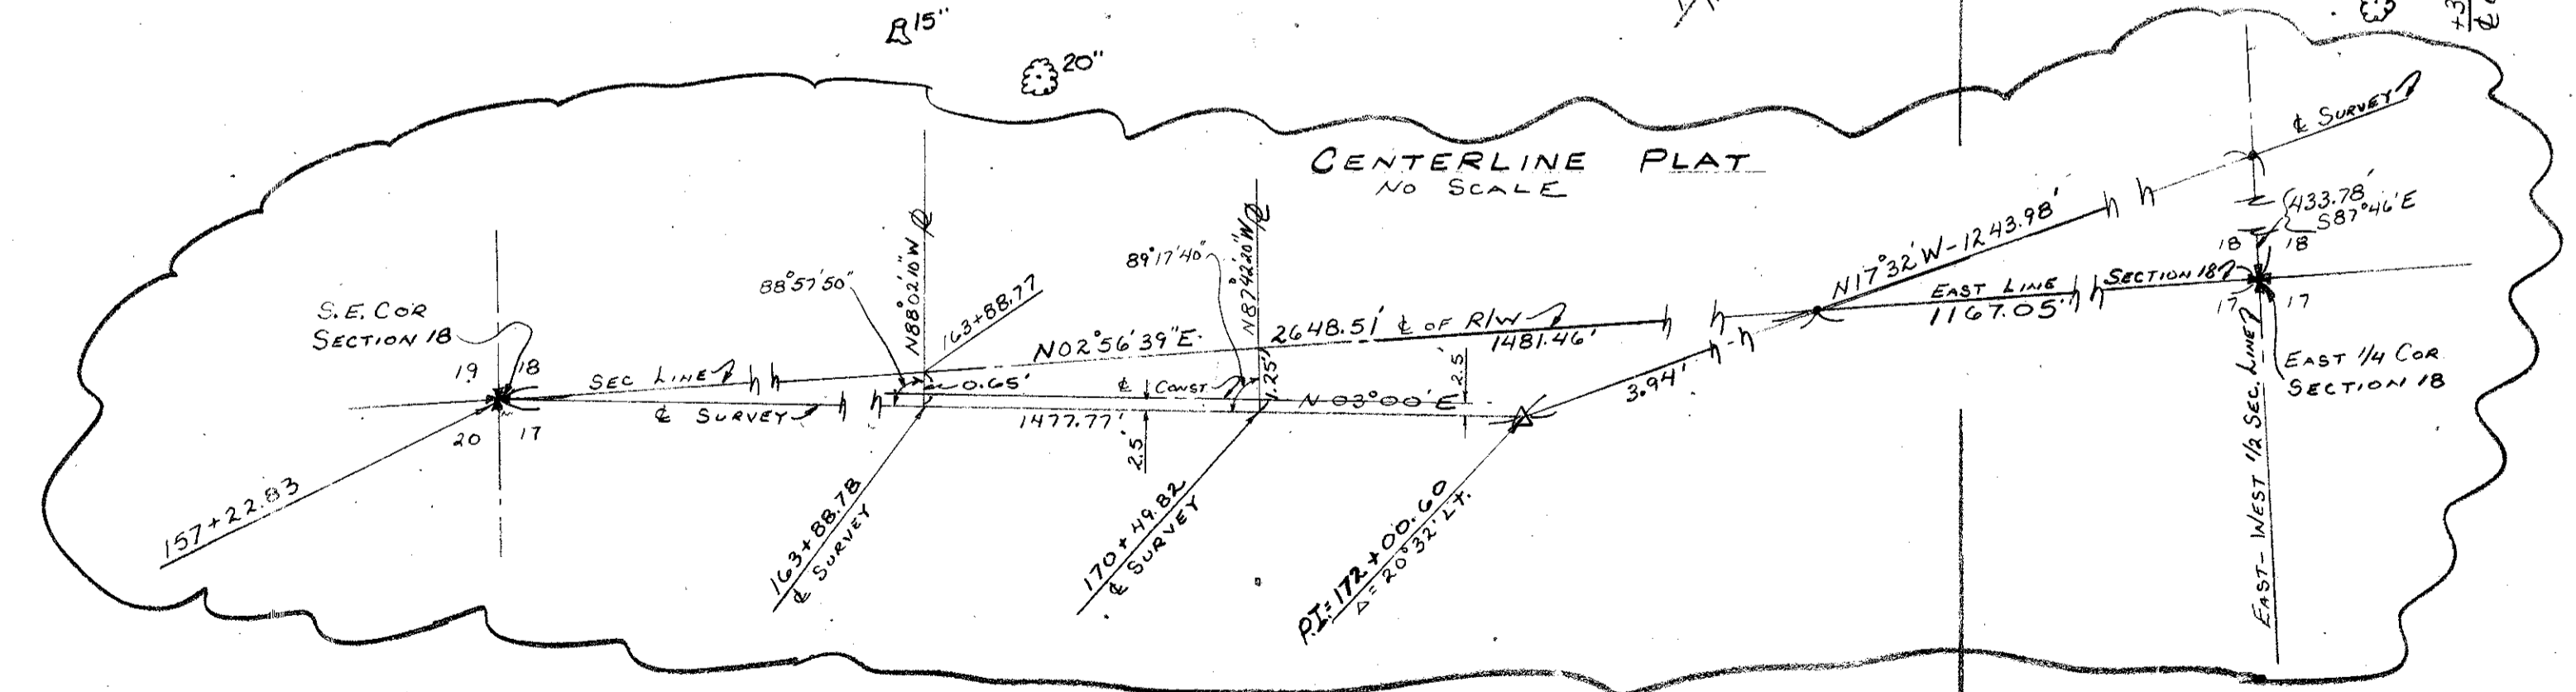 15"
20"
CENTERLINE PLAT
NO SCALE
℄ SURVEY
433.78'
S87°46'E
18 18
17 17
N17°32'W-1243.98'
EAST LINE
SECTION 18
1167.05'
EAST 1/4 COR
SECTION 18
EAST-WEST 1/2 SEC. LINE
S.E. COR
SECTION 18
19 18
20 17
SEC LINE
℄ SURVEY
157+22.83
88°57'50"
N88°02'10"W ℄
163+88.77
0.65'
N02°56'39"E
89°17'40"
N87°42'20"W ℄
2648.51' ℄ OF R/W
1481.46'
1.25'
℄ CONST
N 03°00'E
1477.77'
2.5'
2.5'
3.94'
163+88.78
℄ SURVEY
170+49.82
℄ SURVEY
P.I.=172+00.60
Δ=20°32' LT.
+3